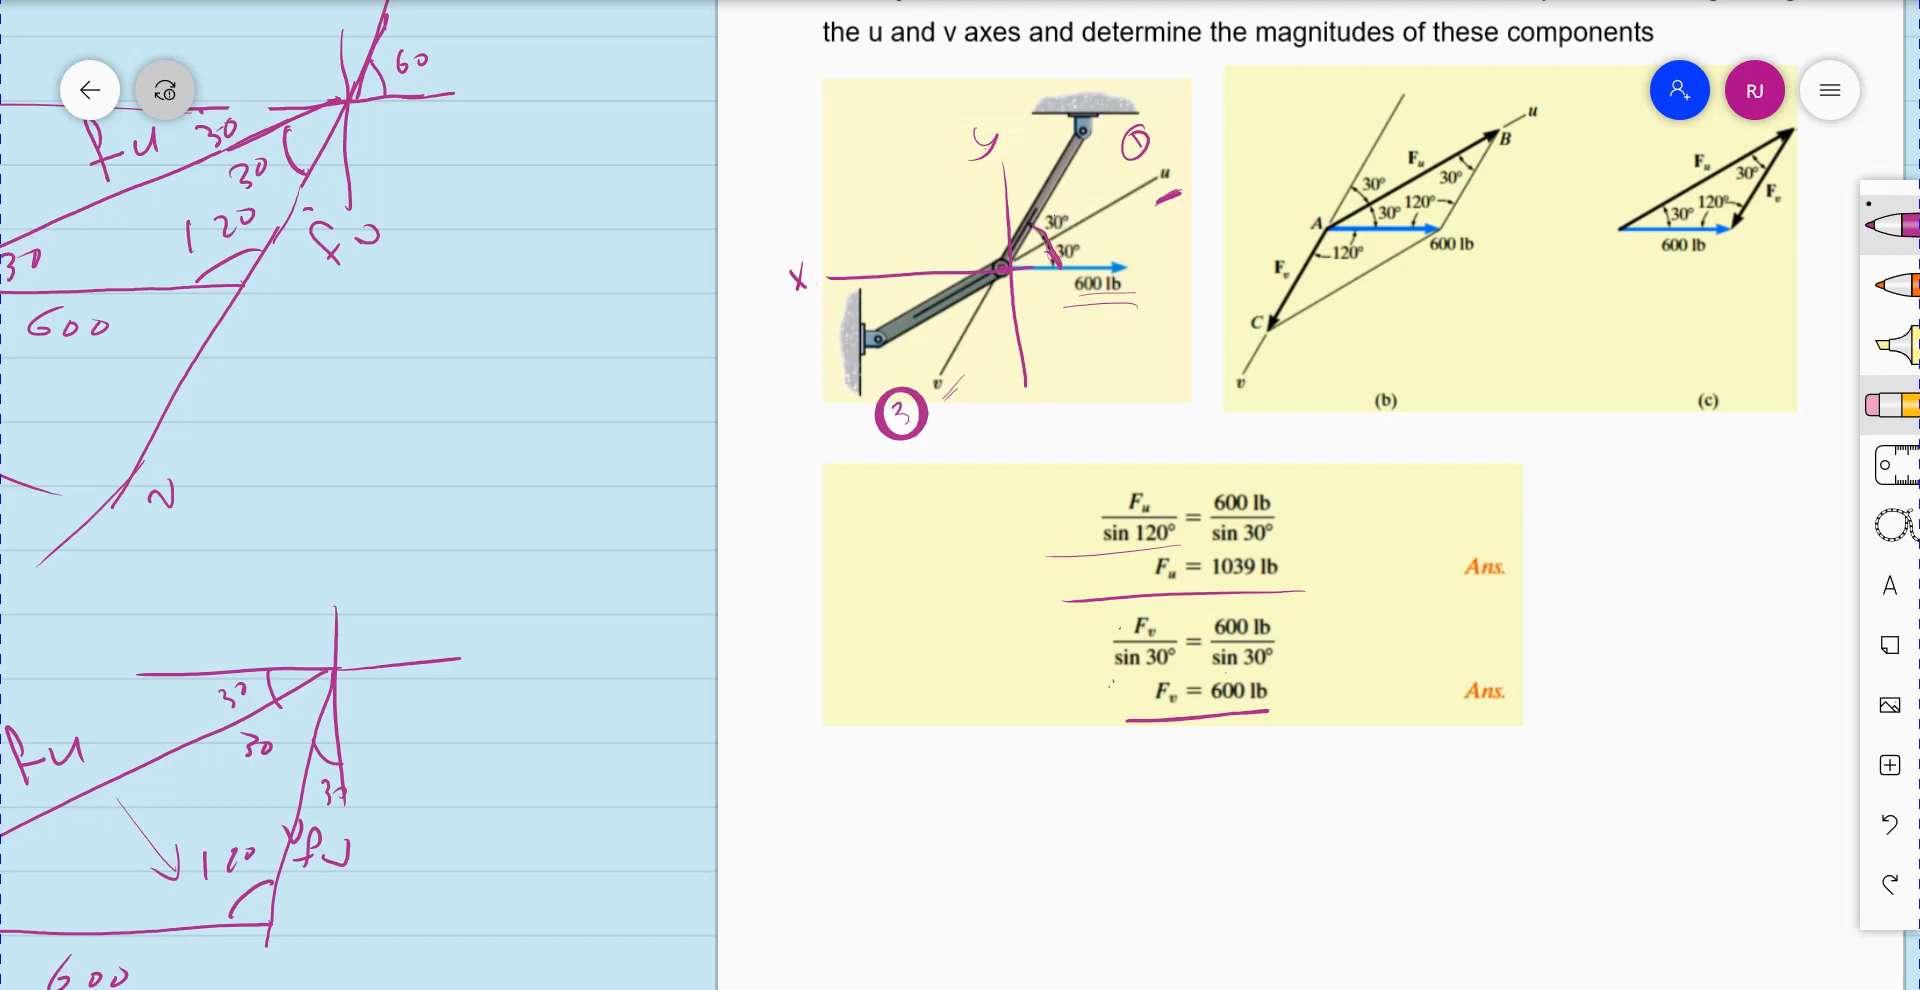 the u and v axes and determine the magnitudes of these components
RJ
60
Fu
30
30
120
Fv
30
600
y
1
u
30°
30°
x
600 lb
v
3
u
B
Fu
30°
30°
A
30°
120°
600 lb
120°
Fv
C
v
(b)
Fu
30°
Fv
30°
120°
600 lb
(c)
Fu / sin 120° = 600 lb / sin 30°
Fu = 1039 lb Ans.
Fv / sin 30° = 600 lb / sin 30°
Fv = 600 lb Ans.
30
30
Fu
30
120
Fv
600
A